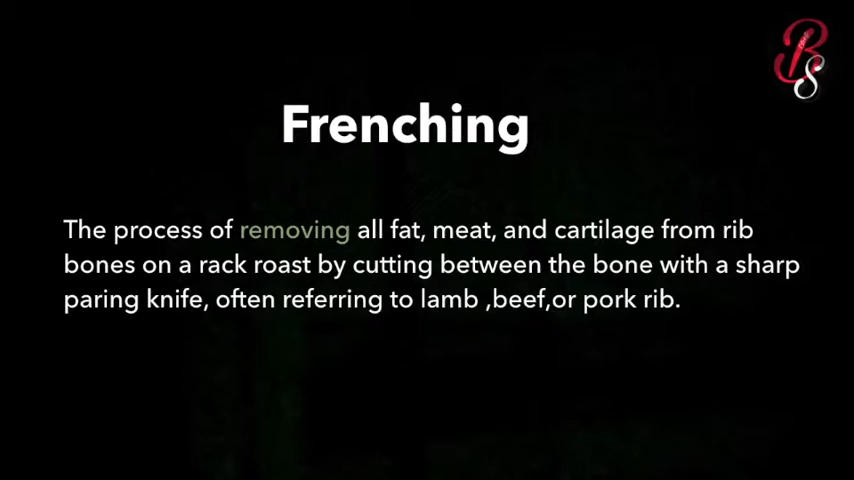 Frenching
The process of removing all fat, meat, and cartilage from rib
bones on a rack roast by cutting between the bone with a sharp
paring knife, often referring to lamb ,beef,or pork rib.